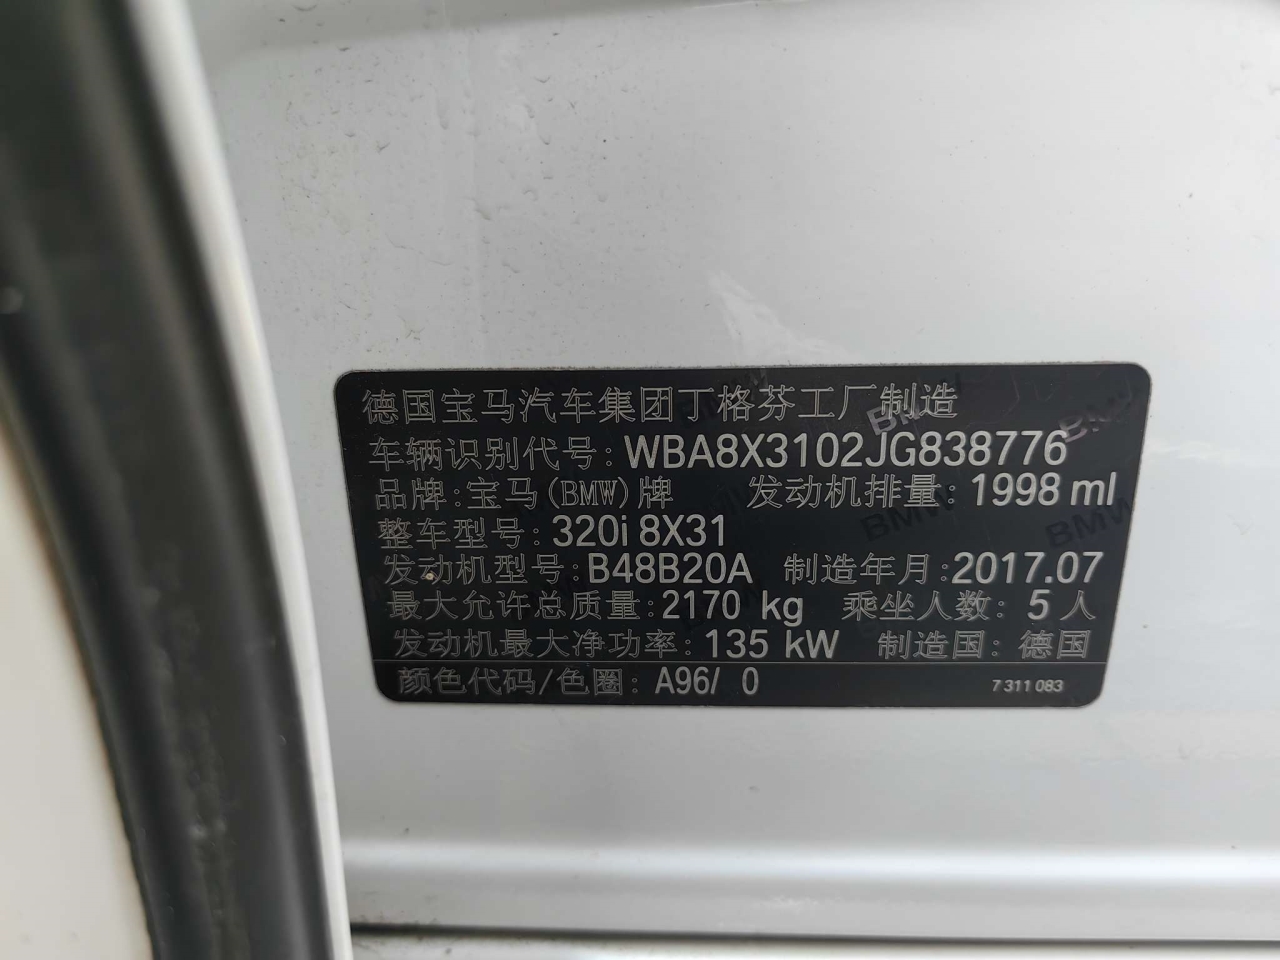 德国宝马汽车集团丁格芬工厂制造
车辆识别代号: WBA8X3102JG838776
品牌:宝马(BMW)牌 发动机排量: 1998 ml
整车型号: 320i 8X31
发动机型号: B48B20A 制造年月:2017.07
最大允许总质量: 2170 kg 乘坐人数: 5人
发动机最大净功率: 135 kW 制造国: 德国
颜色代码/色圈: A96/ 0 7 311 083